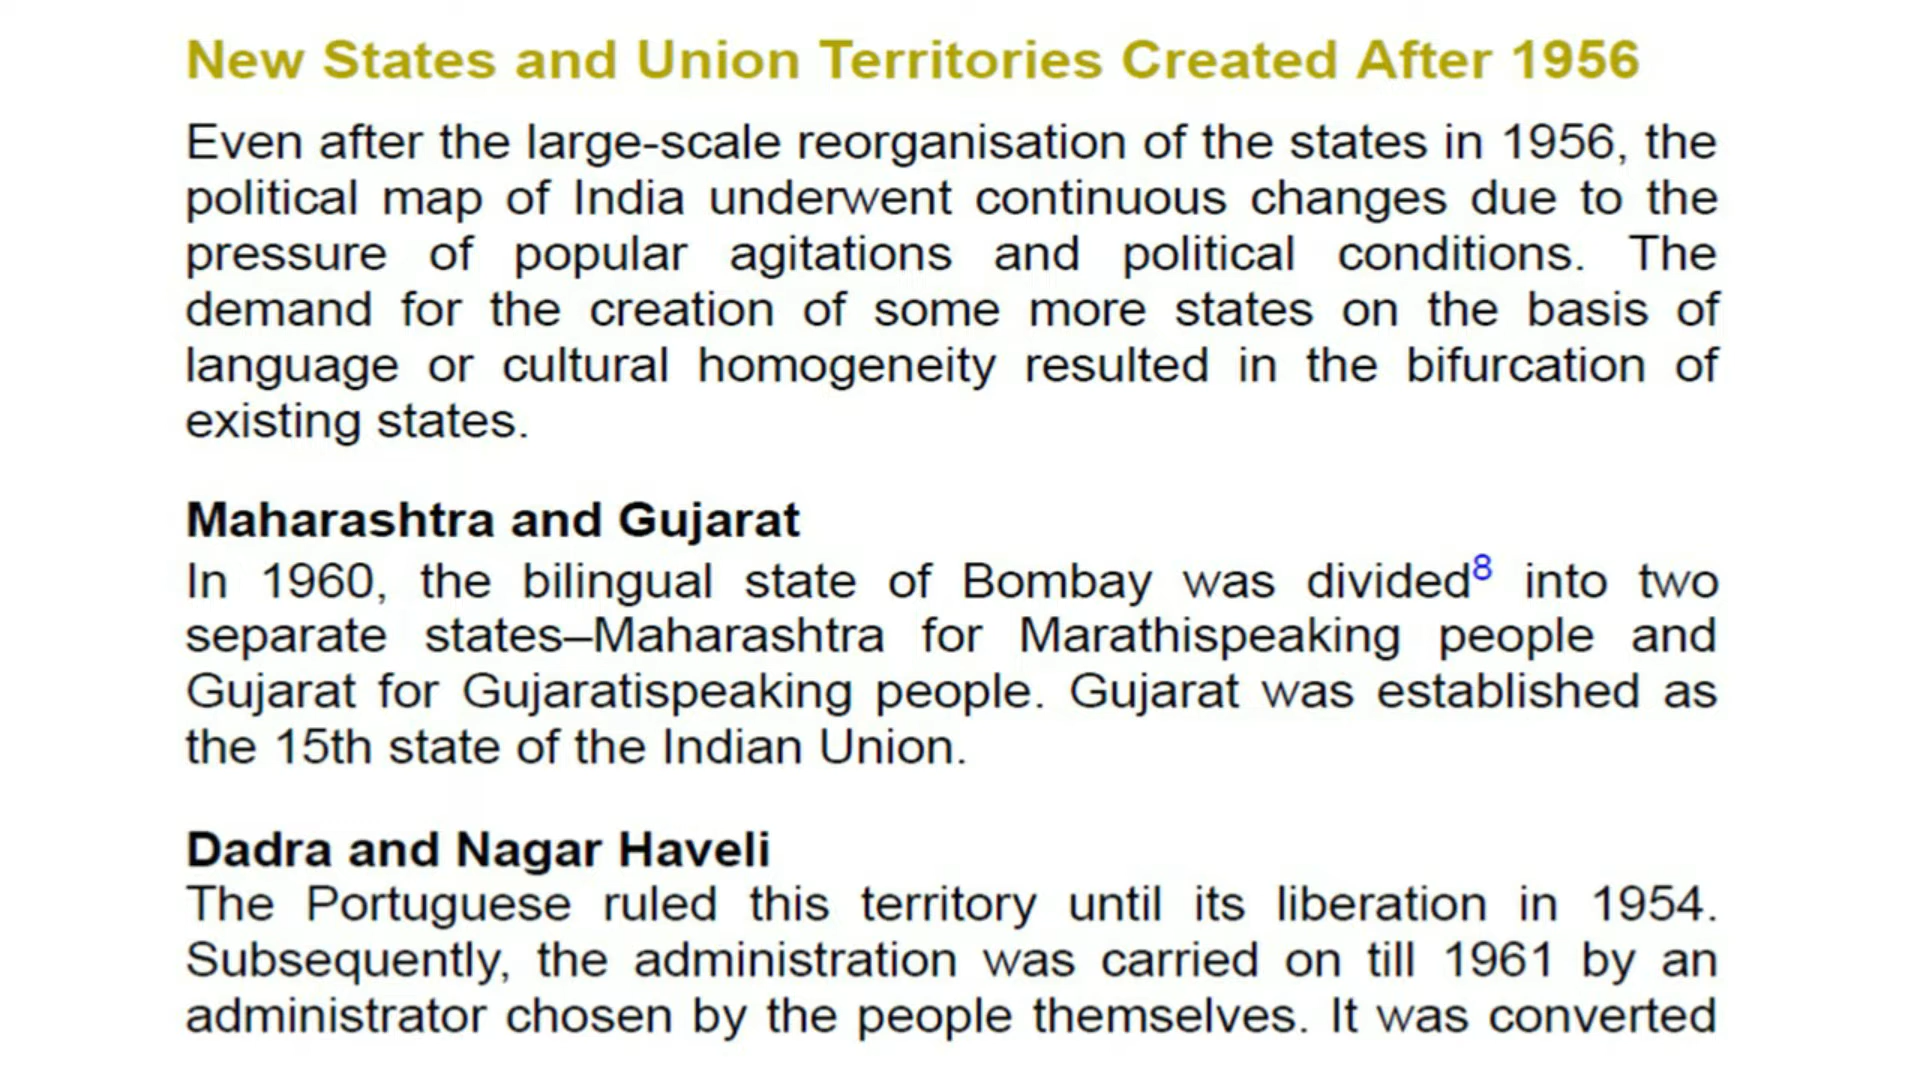 New States and Union Territories Created After 1956
Even after the large-scale reorganisation of the states in 1956, the
political map of India underwent continuous changes due to the
pressure of popular agitations and political conditions. The
demand for the creation of some more states on the basis of
language or cultural homogeneity resulted in the bifurcation of
existing states.
Maharashtra and Gujarat
In 1960, the bilingual state of Bombay was divided8 into two
separate states–Maharashtra for Marathispeaking people and
Gujarat for Gujaratispeaking people. Gujarat was established as
the 15th state of the Indian Union.
Dadra and Nagar Haveli
The Portuguese ruled this territory until its liberation in 1954.
Subsequently, the administration was carried on till 1961 by an
administrator chosen by the people themselves. It was converted